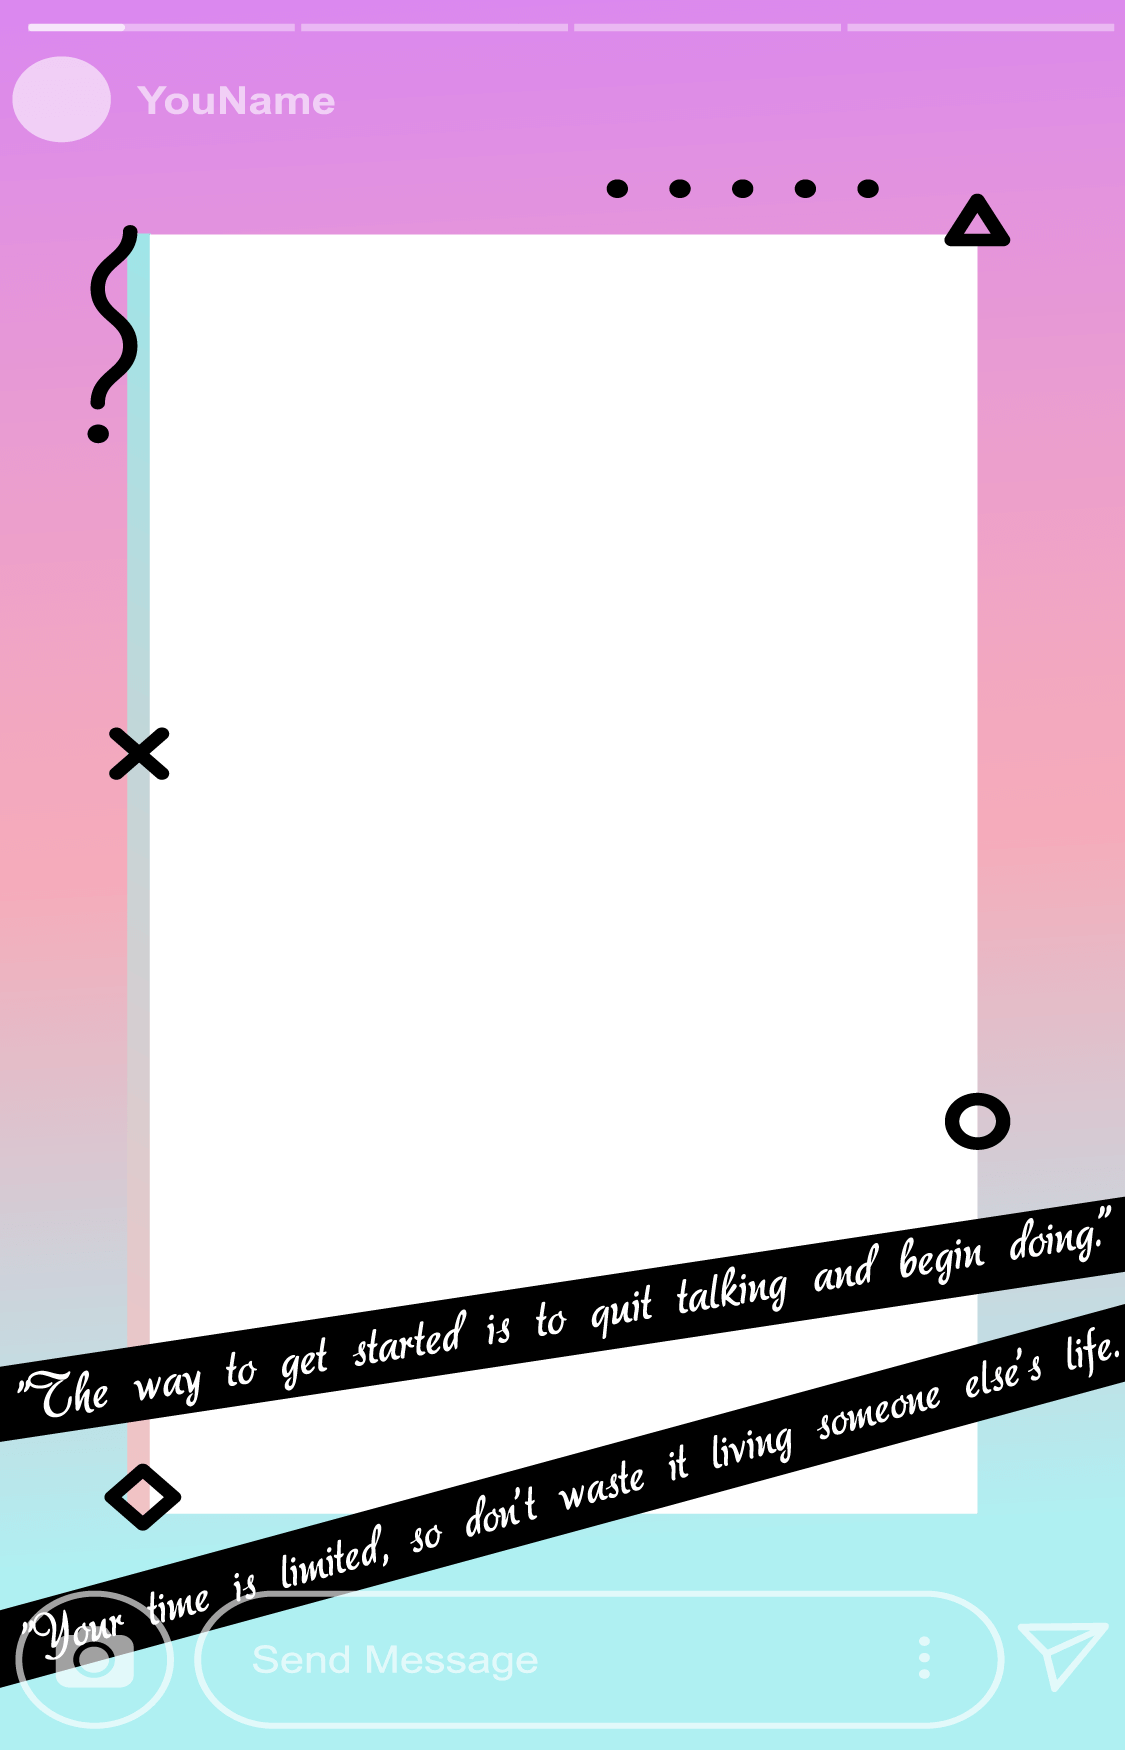 YouName
"The way to get started is to quit talking and begin doing."
"Your time is limited, so don't waste it living someone else's life.
Send Message